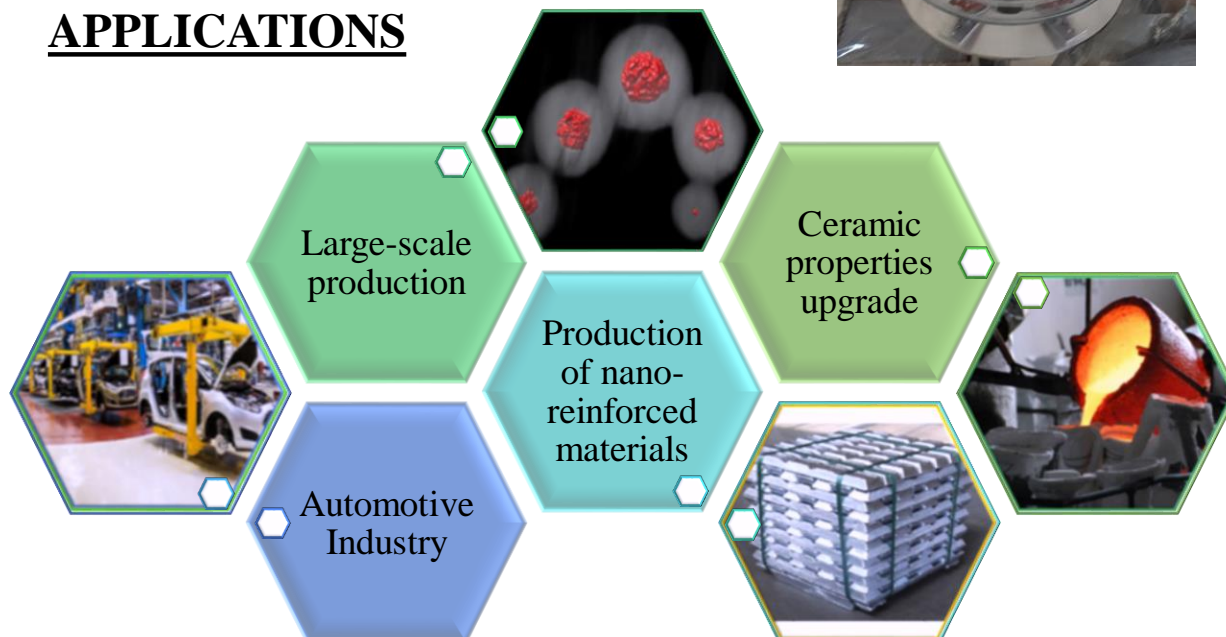 APPLICATIONS
Large-scale
production
Ceramic
properties
upgrade
Production
of nano-
reinforced
materials
Automotive
Industry